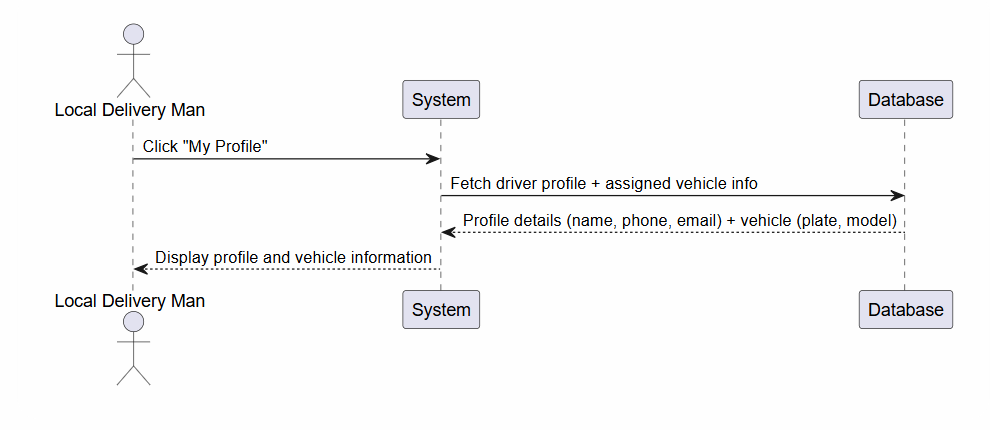 Local Delivery Man
System
Database
Click "My Profile"
Fetch driver profile + assigned vehicle info
Profile details (name, phone, email) + vehicle (plate, model)
Display profile and vehicle information
Local Delivery Man
System
Database